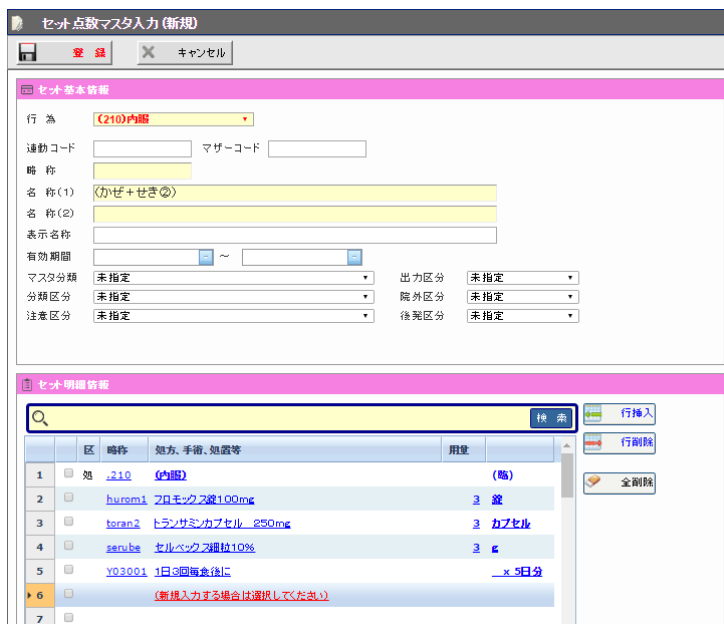 セット点数マスタ入力(新規)
登 録 キャンセル
セット基本情報
行 為 (210)内服
連動コード マザーコード
略 称
名 称(1) (かぜ+せき②)
名 称(2)
表示名称
有効期間 ～
マスタ分類 未指定 出力区分 未指定
分類区分 未指定 院外区分 未指定
注意区分 未指定 後発区分 未指定
セット明細情報
検 索 行挿入
行削除
区 略称 処方、手術、処置等 用量
全削除
1 処 .210 (内服) (臨)
2 hurom1 フロモックス錠100mg 3 錠
3 toran2 トランサミンカプセル 250mg 3 カプセル
4 serube セルベックス細粒10% 3 g
5 Y03001 1日3回毎食後に x 5日分
6 (新規入力する場合は選択してください)
7